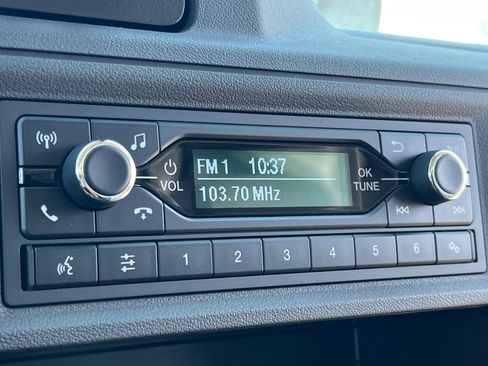 FM 1 10:37
103.70 MHz
VOL
OK
TUNE
1 2 3 4 5 6